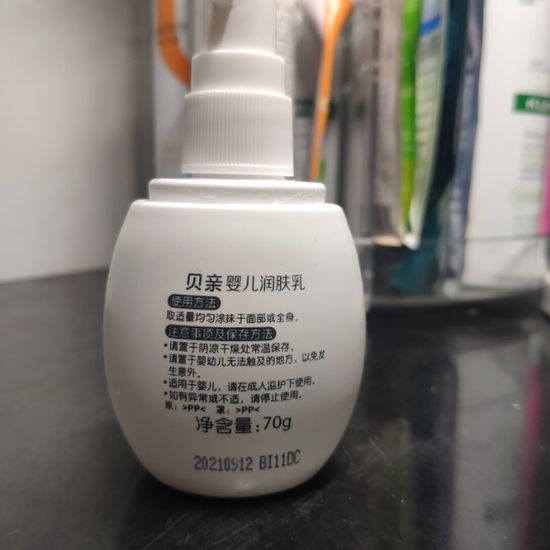 贝亲婴儿润肤乳
使用方法
取适量均匀涂抹于面部或全身。
注意事项及保存方法
•请置于阴凉干燥处常温保存。
•请置于婴幼儿无法触及的地方，以免发
生意外。
•适用于婴儿，请在成人监护下使用。
•如有异常或不适，请停止使用。
泵：>PP< 罩：>PP<
净含量:70g
20210912 BI11DC